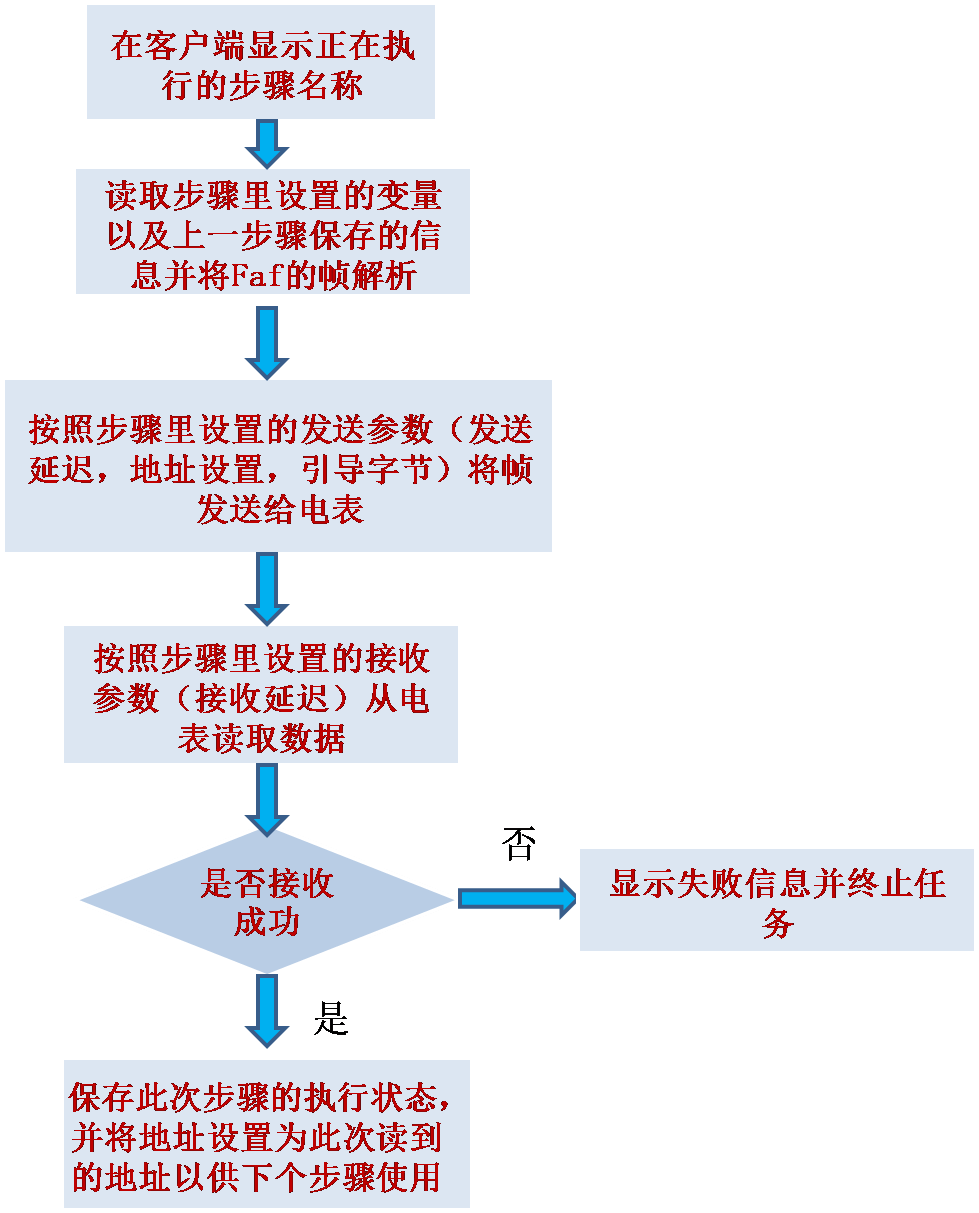 在客户端显示正在执
行的步骤名称
读取步骤里设置的变量
以及上一步骤保存的信
息并将Faf的帧解析
按照步骤里设置的发送参数（发送
延迟，地址设置，引导字节）将帧
发送给电表
按照步骤里设置的接收
参数（接收延迟）从电
表读取数据
是否接收
成功
否
显示失败信息并终止任
务
是
保存此次步骤的执行状态，
并将地址设置为此次读到
的地址以供下个步骤使用